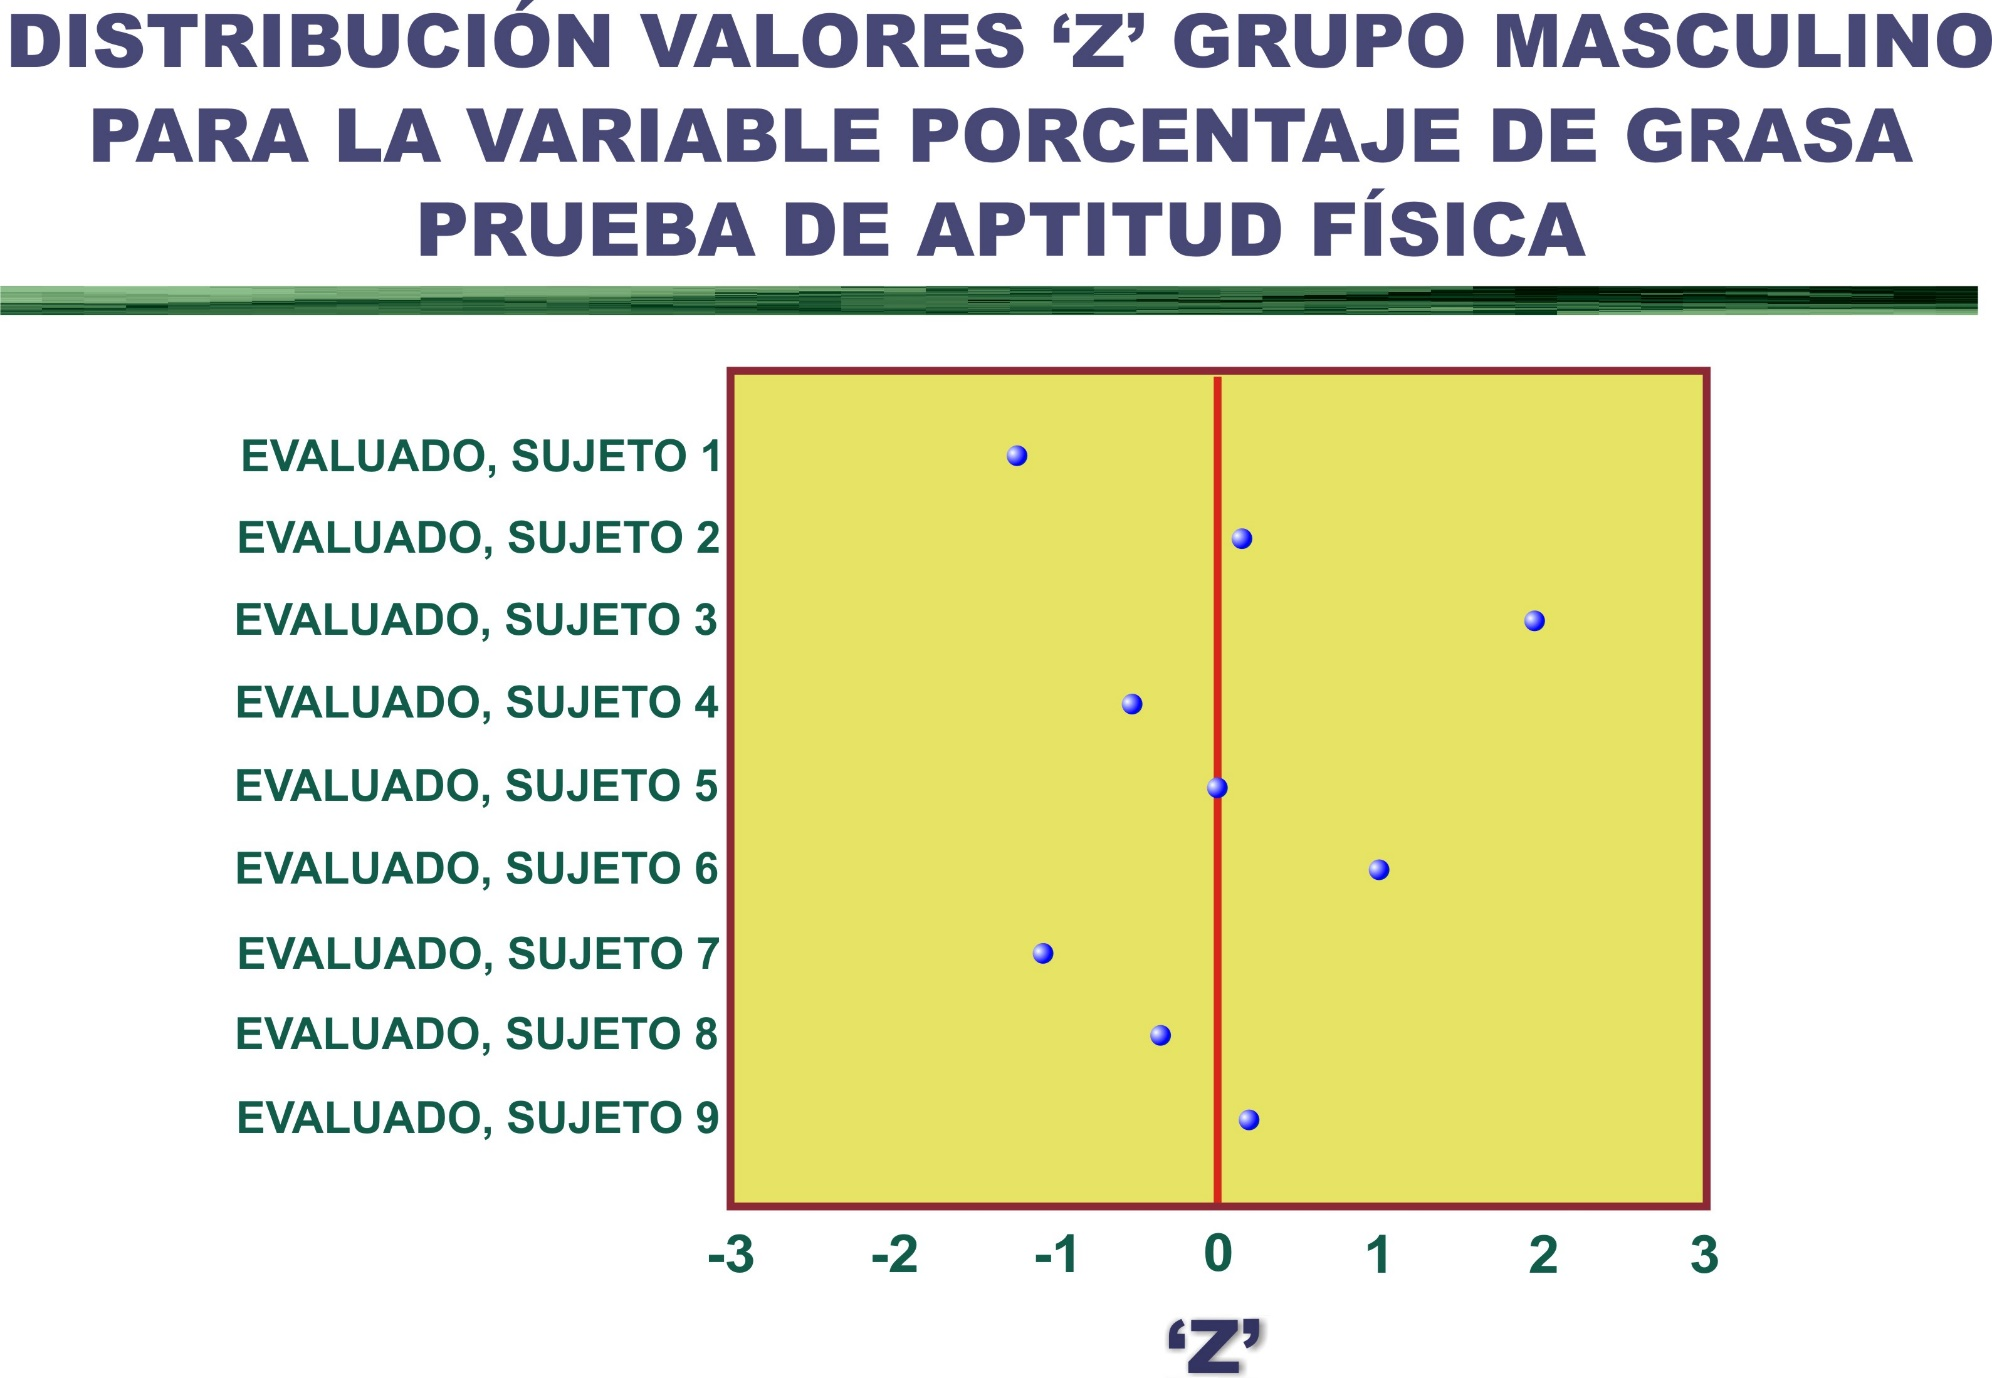 DISTRIBUCIÓN VALORES ‘Z’ GRUPO MASCULINO
PARA LA VARIABLE PORCENTAJE DE GRASA
PRUEBA DE APTITUD FÍSICA
EVALUADO, SUJETO 1
EVALUADO, SUJETO 2
EVALUADO, SUJETO 3
EVALUADO, SUJETO 4
EVALUADO, SUJETO 5
EVALUADO, SUJETO 6
EVALUADO, SUJETO 7
EVALUADO, SUJETO 8
EVALUADO, SUJETO 9
-3 -2 -1 0 1 2 3
‘Z’